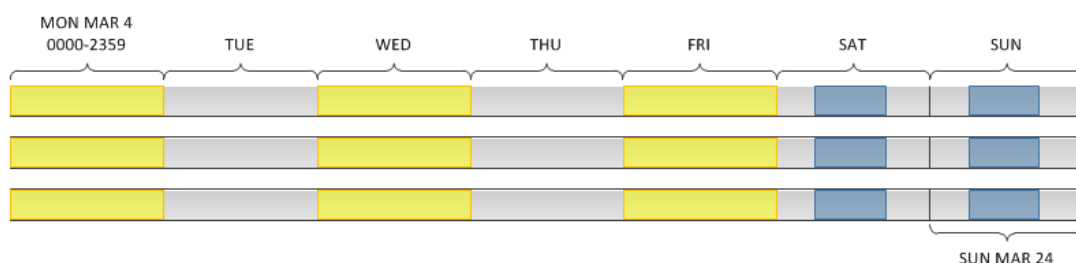 MON MAR 4
0000-2359
TUE
WED
THU
FRI
SAT
SUN
SUN MAR 24